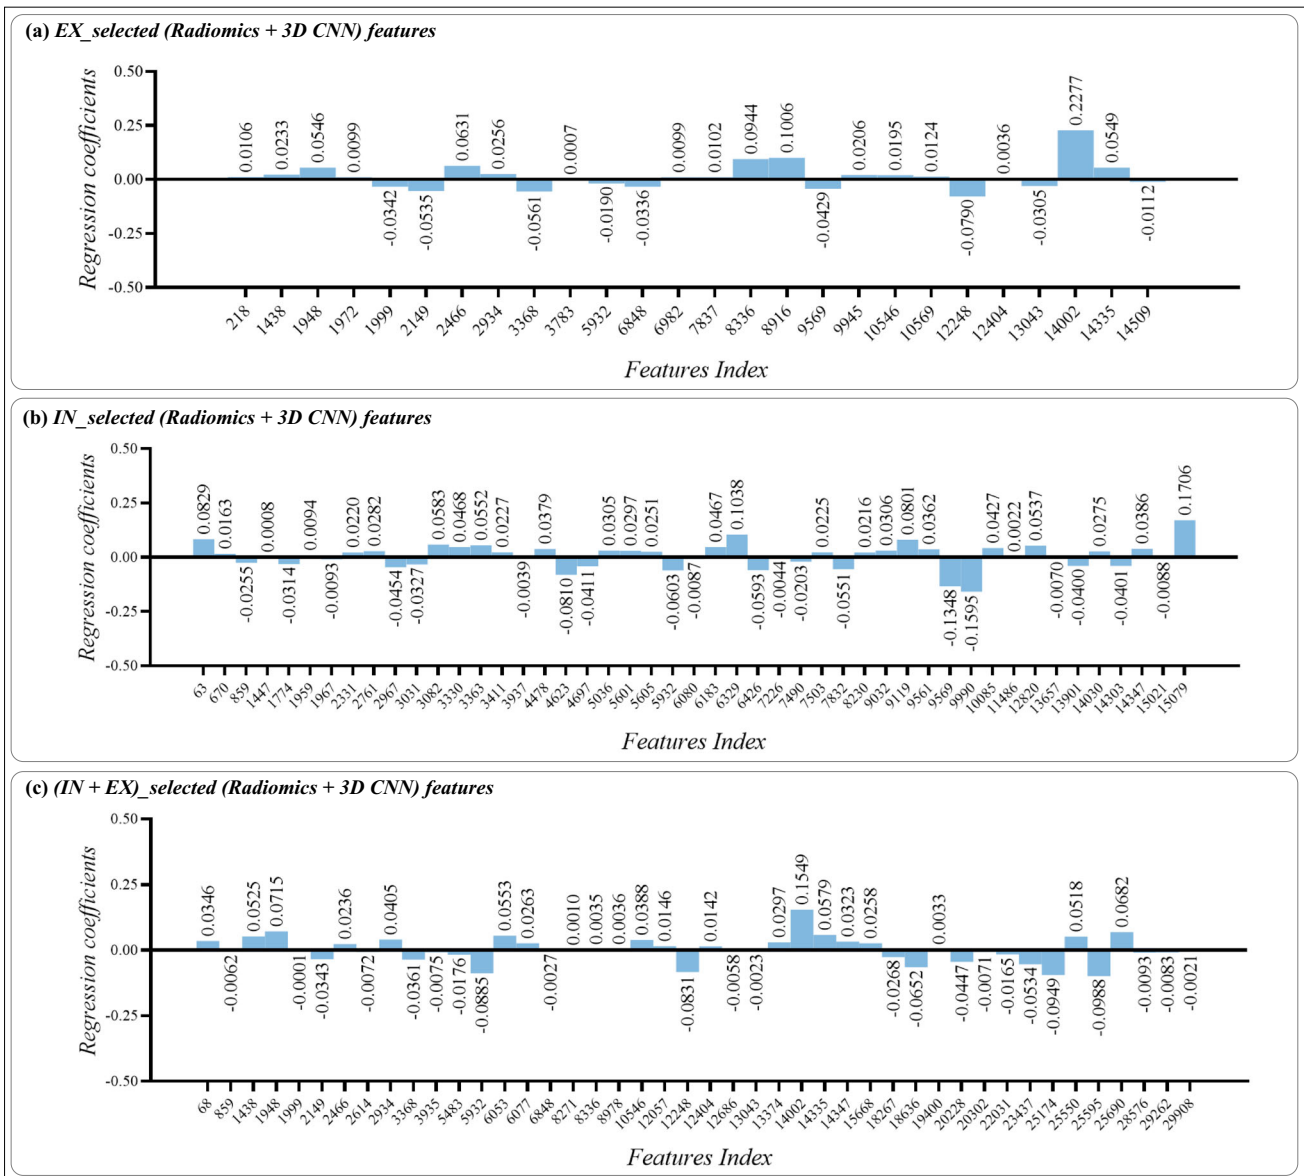 (a) EX_selected (Radiomics + 3D CNN) features
Regression coefficients
0.50
0.25
0.00
-0.25
-0.50
0.0106 0.0233 0.0546 0.0099 -0.0342 -0.0535 0.0631 0.0256 -0.0561 0.0007 -0.0190 -0.0336 0.0099 0.0102 0.0944 0.1006 -0.0429 0.0206 0.0195 0.0124 -0.0790 0.0036 -0.0305 0.2277 0.0549 -0.0112
218 1438 1948 1972 1999 2149 2466 2934 3368 3783 5932 6848 6982 7837 8336 8916 9569 9945 10546 10569 12248 12404 13043 14002 14335 14509
Features Index
(b) IN_selected (Radiomics + 3D CNN) features
Regression coefficients
0.50
0.25
0.00
-0.25
-0.50
0.0829 0.0163 -0.0255 0.0008 -0.0314 0.0094 -0.0093 0.0220 0.0282 -0.0454 -0.0327 0.0583 0.0468 0.0552 0.0227 -0.0039 0.0379 -0.0810 -0.0411 0.0305 0.0297 0.0251 -0.0603 -0.0087 0.0467 0.1038 -0.0593 -0.0044 -0.0203 0.0225 -0.0551 0.0216 0.0306 0.0801 0.0362 -0.1348 -0.1595 0.0427 0.0022 0.0537 -0.0070 -0.0400 0.0275 -0.0401 0.0386 -0.0088 0.1706
63 670 859 1447 1774 1959 1967 2331 2761 2967 3031 3082 3330 3363 3411 3937 4478 4623 4697 5036 5601 5605 5932 6080 6183 6329 6426 7226 7490 7503 7832 8230 9032 9119 9561 9569 9990 10085 11486 12820 13657 13901 14030 14303 14347 15021 15079
Features Index
(c) (IN + EX)_selected (Radiomics + 3D CNN) features
Regression coefficients
0.50
0.25
0.00
-0.25
-0.50
0.0346 -0.0062 0.0525 0.0715 -0.0001 -0.0343 0.0236 -0.0072 0.0405 -0.0361 -0.0075 -0.0176 -0.0885 0.0553 0.0263 -0.0027 0.0010 0.0035 0.0036 0.0388 0.0146 -0.0831 0.0142 -0.0058 -0.0023 0.0297 0.1549 0.0579 0.0323 0.0258 -0.0268 -0.0652 0.0033 -0.0447 -0.0071 -0.0165 -0.0534 -0.0949 0.0518 -0.0988 0.0682 -0.0093 -0.0083 -0.0021
68 859 1438 1948 1999 2149 2466 2614 2934 3368 3935 5483 5932 6053 6077 6848 8271 8336 8978 10546 12057 12248 12404 12686 13043 13374 14002 14335 14347 15668 18267 18636 19400 20228 20302 22031 23437 25174 25550 25595 25690 28576 29262 29908
Features Index